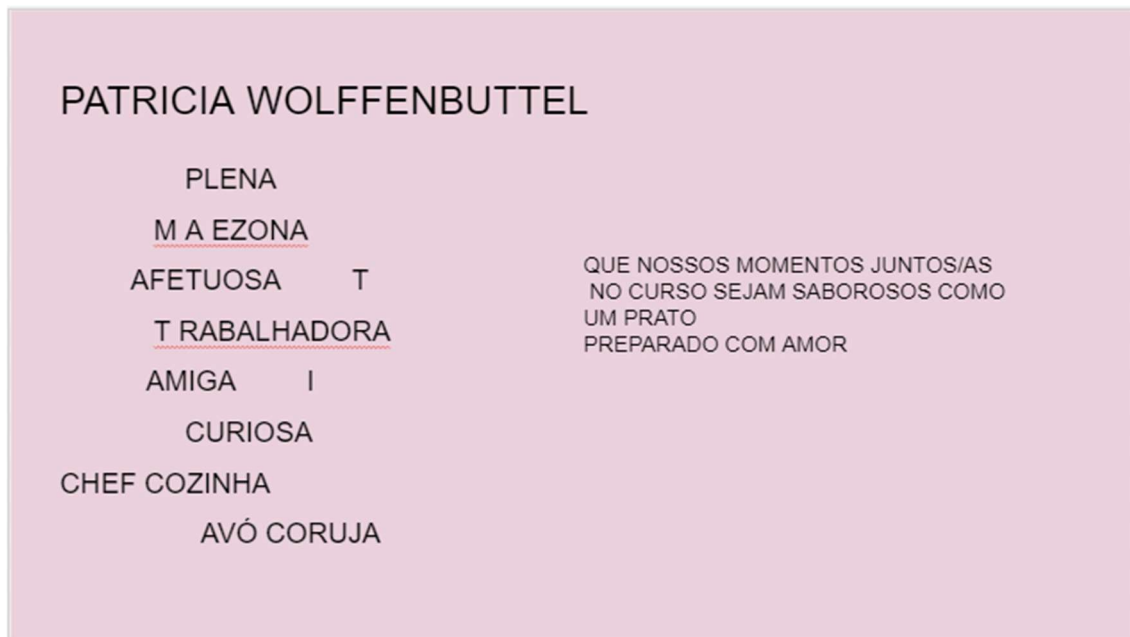 PATRICIA WOLFFENBUTTEL
PLENA
M A EZONA
AFETUOSA T
T RABALHADORA
AMIGA I
CURIOSA
CHEF COZINHA
AVÓ CORUJA
QUE NOSSOS MOMENTOS JUNTOS/AS
NO CURSO SEJAM SABOROSOS COMO
UM PRATO
PREPARADO COM AMOR